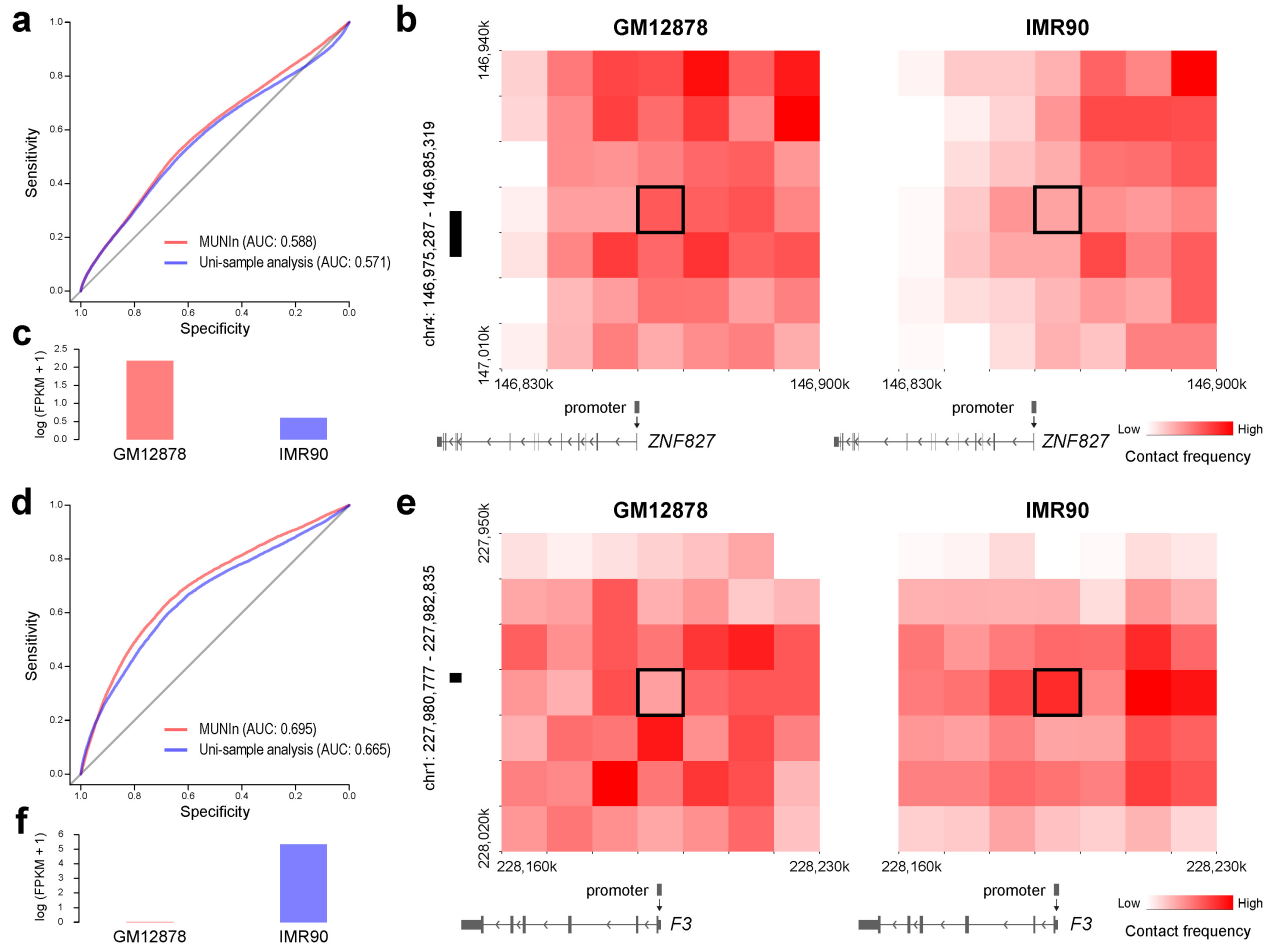 a
1.0
0.8
0.6
0.4
0.2
0.0
Sensitivity
MUNIn (AUC: 0.588)
Uni-sample analysis (AUC: 0.571)
1.0 0.8 0.6 0.4 0.2 0.0
Specificity
b
GM12878
IMR90
146,940k
chr4: 146,975,287 - 146,985,319
147,010k
146,830k 146,900k
146,830k 146,900k
promoter
ZNF827
promoter
ZNF827
Low High
Contact frequency
c
2.5
2.0
1.5
1.0
0.5
0.0
log (FPKM + 1)
GM12878 IMR90
d
1.0
0.8
0.6
0.4
0.2
0.0
Sensitivity
MUNIn (AUC: 0.695)
Uni-sample analysis (AUC: 0.665)
1.0 0.8 0.6 0.4 0.2 0.0
Specificity
e
GM12878
IMR90
227,950k
chr1: 227,980,777 - 227,982,835
228,020k
228,160k 228,230k
228,160k 228,230k
promoter
F3
promoter
F3
Low High
Contact frequency
f
6
5
4
3
2
1
0
log (FPKM + 1)
GM12878 IMR90